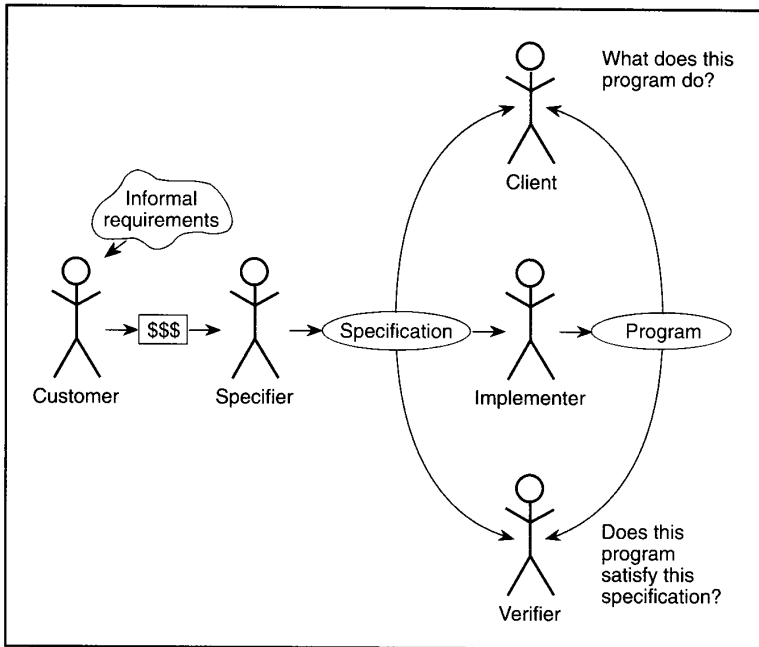 What does this
program do?
Client
Informal
requirements
$$$
Specification
Program
Customer
Specifier
Implementer
Does this
program
satisfy this
specification?
Verifier